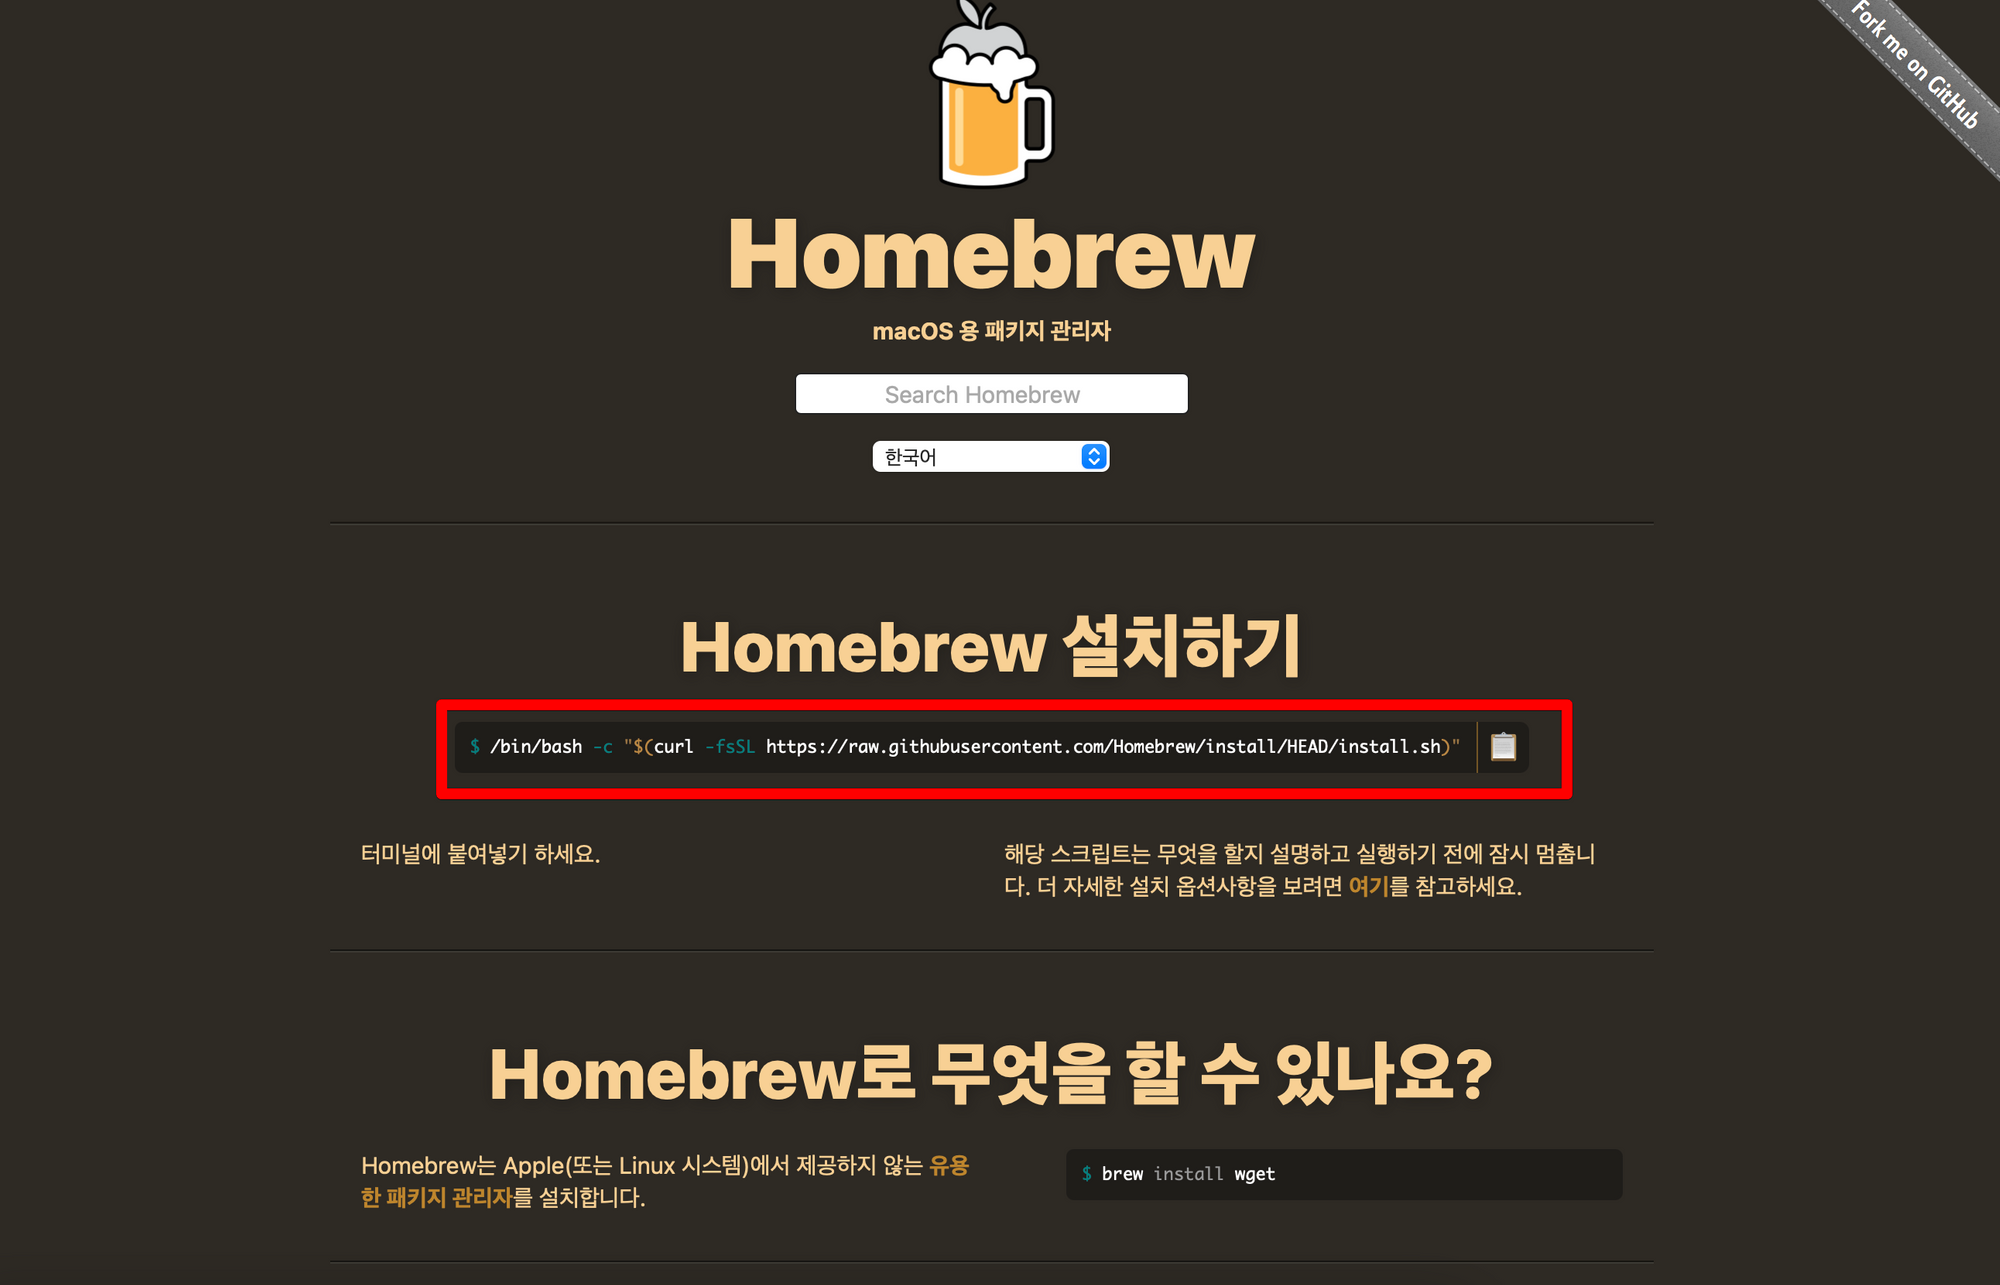 Fork me on GitHub
Homebrew
macOS 용 패키지 관리자
Search Homebrew
한국어
Homebrew 설치하기
$ /bin/bash -c "$(curl -fsSL https://raw.githubusercontent.com/Homebrew/install/HEAD/install.sh)"
터미널에 붙여넣기 하세요.
해당 스크립트는 무엇을 할지 설명하고 실행하기 전에 잠시 멈춥니
다. 더 자세한 설치 옵션사항을 보려면 여기를 참고하세요.
Homebrew로 무엇을 할 수 있나요?
Homebrew는 Apple(또는 Linux 시스템)에서 제공하지 않는 유용
한 패키지 관리자를 설치합니다.
$ brew install wget